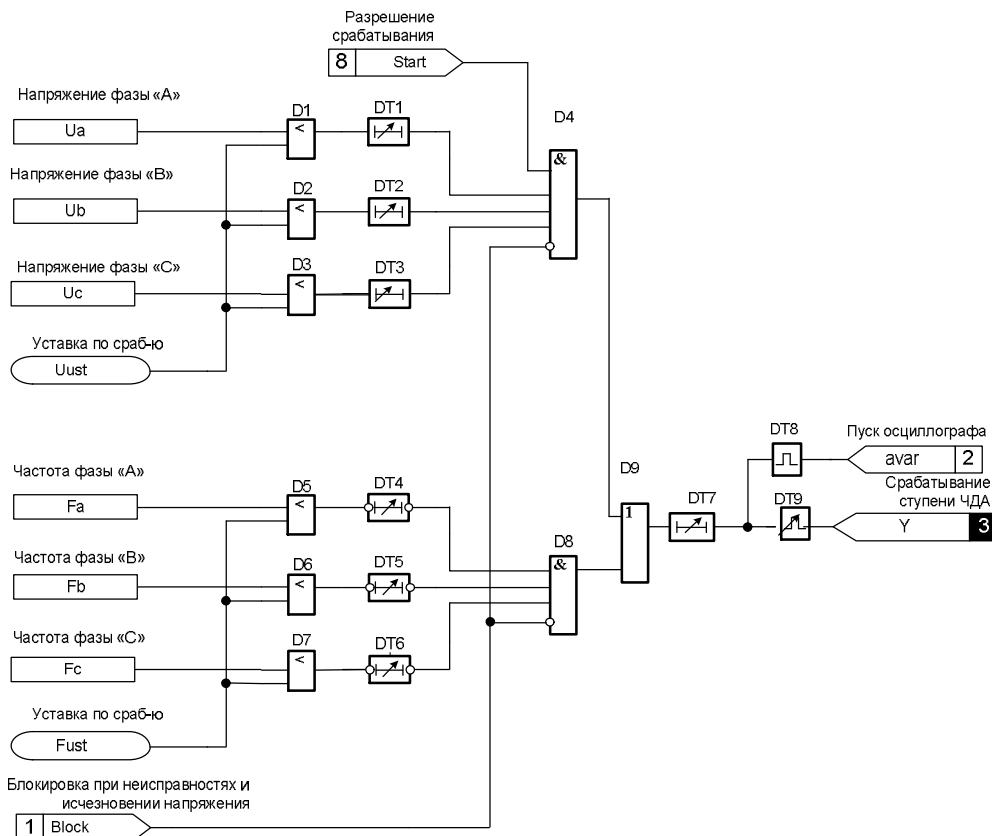 Разрешение
срабатывания
8 Start
Напряжение фазы «А»
Ua
D1
<
DT1
D4
&
Напряжение фазы «В»
Ub
D2
<
DT2
Напряжение фазы «С»
Uc
D3
<
DT3
Уставка по сраб-ю
Uust
Частота фазы «А»
Fa
D5
<
DT4
Частота фазы «В»
Fb
D6
<
DT5
Частота фазы «С»
Fc
D7
<
DT6
D8
&
D9
1
DT7
DT8
Пуск осциллографа
avar 2
DT9
Срабатывание
ступени ЧДА
Y 3
Уставка по сраб-ю
Fust
Блокировка при неисправностях и
исчезновении напряжения
1 Block